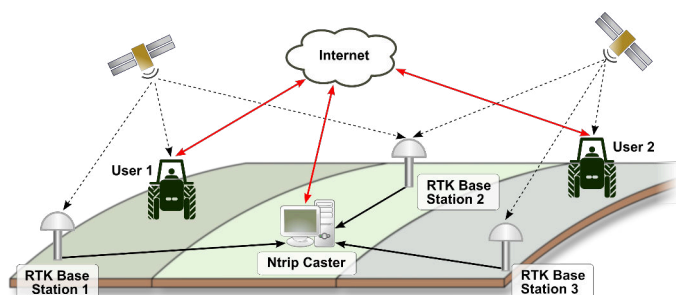 Internet
User 1
User 2
RTK Base
Station 2
Ntrip Caster
RTK Base
Station 1
RTK Base
Station 3